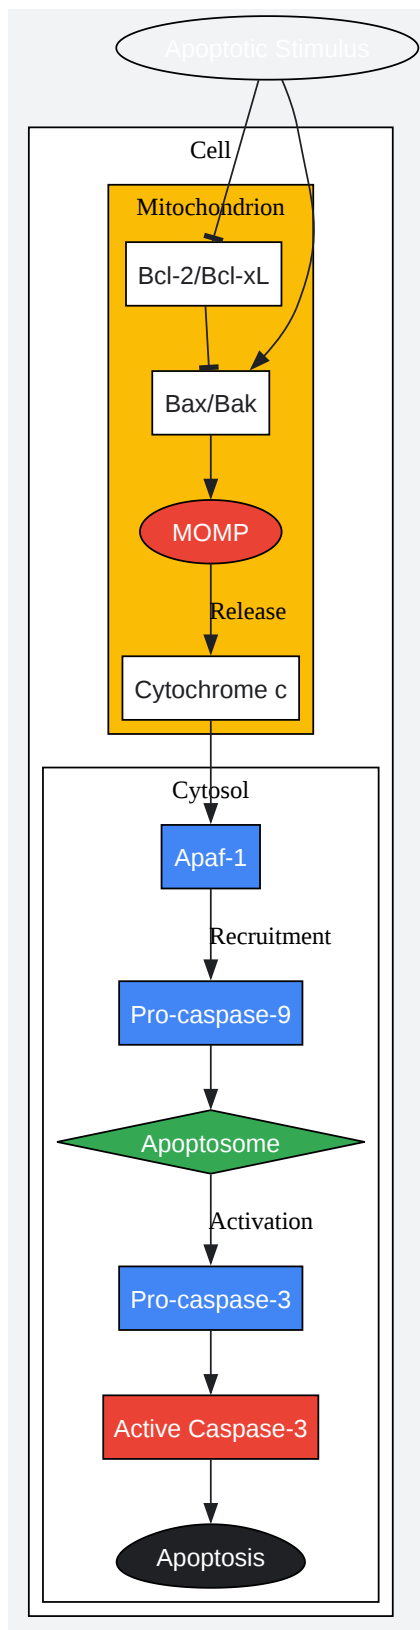 Apoptotic Stimulus
Cell
Mitochondrion
Bcl-2/Bcl-xL
Bax/Bak
MOMP
Release
Cytochrome c
Cytosol
Apaf-1
Recruitment
Pro-caspase-9
Apoptosome
Activation
Pro-caspase-3
Active Caspase-3
Apoptosis